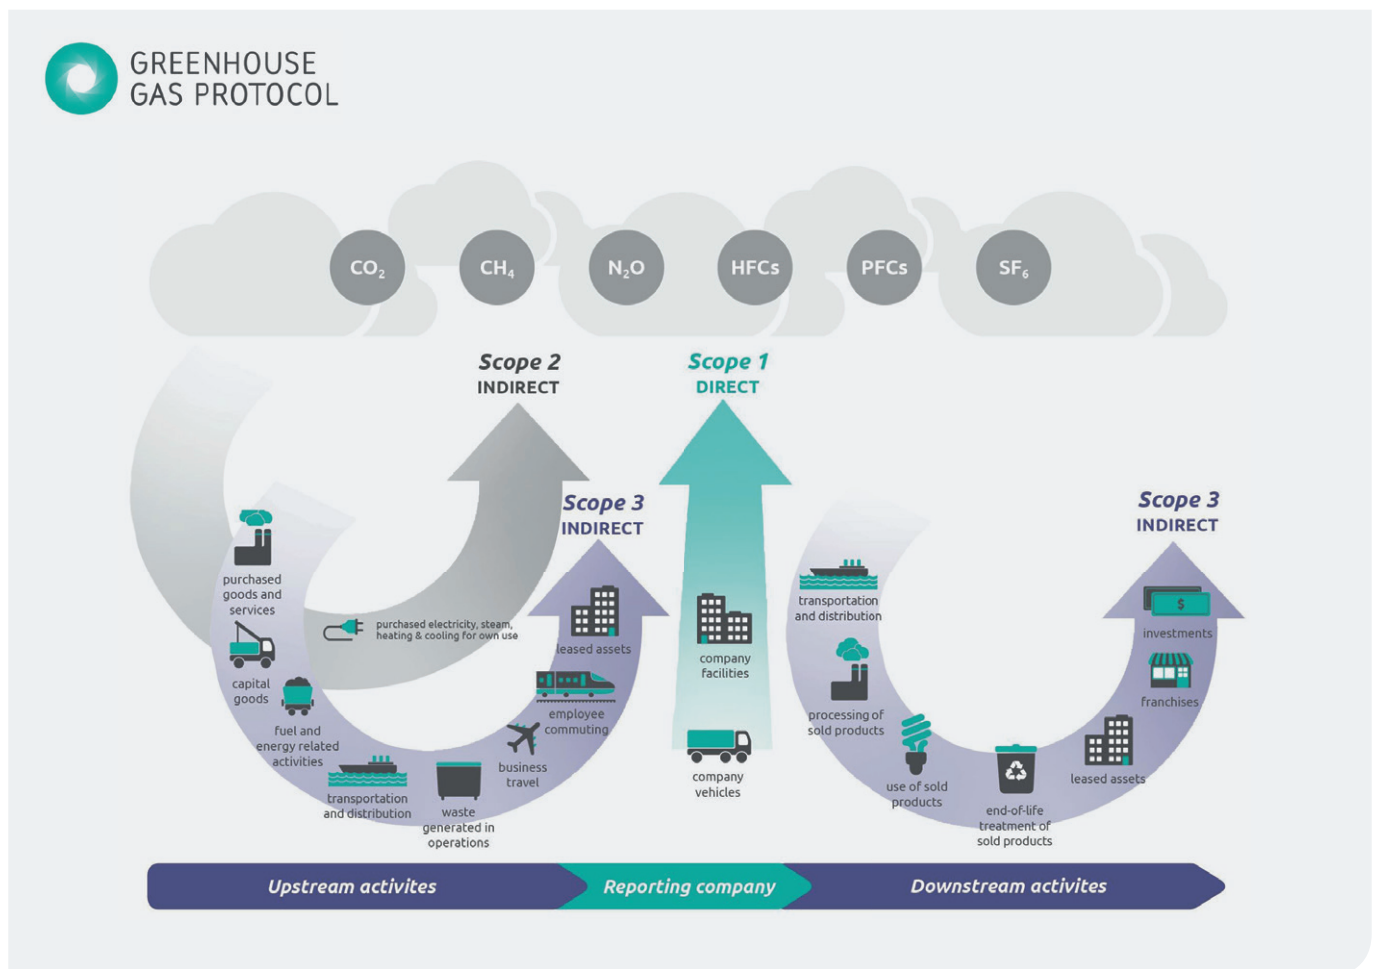 GREENHOUSE
GAS PROTOCOL
CO₂
CH₄
N₂O
HFCs
PFCs
SF₆
Scope 2
INDIRECT
Scope 1
DIRECT
Scope 3
INDIRECT
Scope 3
INDIRECT
purchased
goods and
services
capital
goods
fuel and
energy related
activities
transportation
and distribution
waste
generated in
operations
business
travel
employee
commuting
leased assets
purchased electricity, steam,
heating & cooling for own use
company
facilities
company
vehicles
transportation
and distribution
processing of
sold products
use of sold
products
end-of-life
treatment of
sold products
leased assets
franchises
$
investments
Upstream activites
Reporting company
Downstream activites